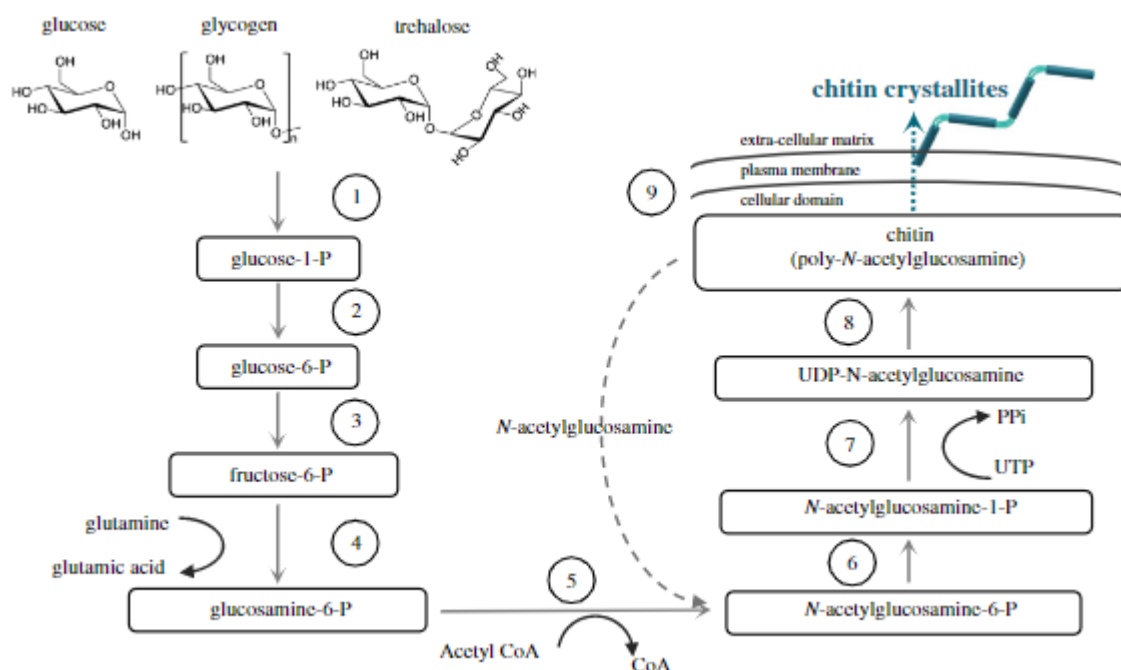 glucose
glycogen
trehalose
OH
HO
O
HO
OH
OH
OH
HO
O
HO
OH
O
n
OH
HO
O
HO
OH
O
HO
OH
O
OH
HO
1
glucose-1-P
2
glucose-6-P
3
fructose-6-P
glutamine
4
glutamic acid
glucosamine-6-P
5
Acetyl CoA
CoA
N-acetylglucosamine
chitin crystallites
extra-cellular matrix
plasma membrane
cellular domain
9
chitin
(poly-N-acetylglucosamine)
8
UDP-N-acetylglucosamine
PPi
7
UTP
N-acetylglucosamine-1-P
6
N-acetylglucosamine-6-P